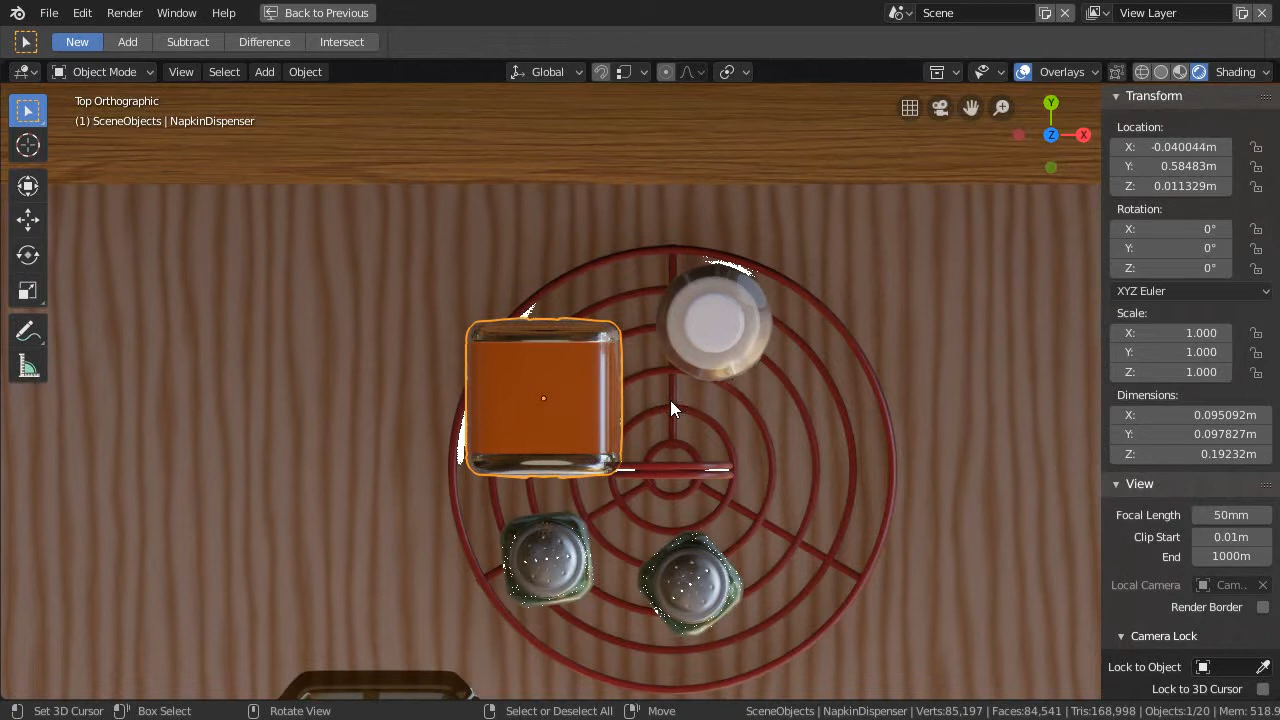 File Edit Render Window Help Back to Previous Scene View Layer
New Add Subtract Difference Intersect
Object Mode View Select Add Object Global Overlays Shading
Top Orthographic
(1) SceneObjects | NapkinDispenser
Y
Z X
Transform
Location:
X: -0.040044m
Y: 0.58483m
Z: 0.011329m
Rotation:
X: 0°
Y: 0°
Z: 0°
XYZ Euler
Scale:
X: 1.000
Y: 1.000
Z: 1.000
Dimensions:
X: 0.095092m
Y: 0.097827m
Z: 0.19232m
View
Focal Length 50mm
Clip Start 0.01m
End 1000m
Local Camera Cam..
Render Border
Camera Lock
Lock to Object
Lock to 3D Cursor
Set 3D Cursor Box Select Rotate View Select or Deselect All Move SceneObjects | NapkinDispenser | Verts:85,197 | Faces:84,541 | Tris:168,998 | Objects:1/20 | Mem: 518.9